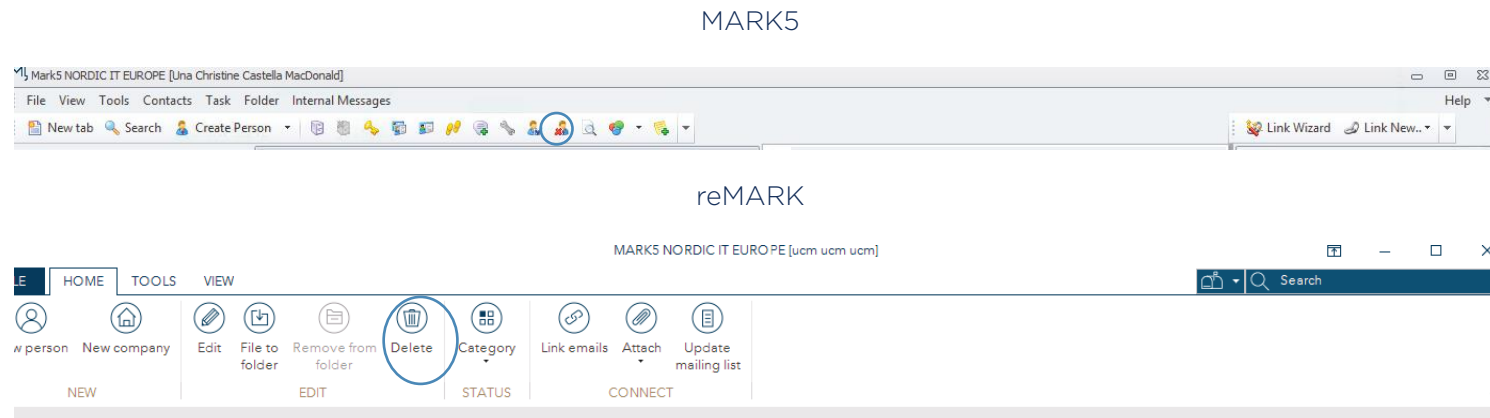 MARK5
Mark5 NORDIC IT EUROPE [Una Christine Castella MacDonald]
File View Tools Contacts Task Folder Internal Messages Help
New tab Search Create Person Link Wizard Link New..
reMARK
MARK5 NORDIC IT EUROPE [ucm ucm ucm]
LE HOME TOOLS VIEW Search
w person New company Edit File to folder Remove from folder Delete Category Link emails Attach Update mailing list
NEW EDIT STATUS CONNECT